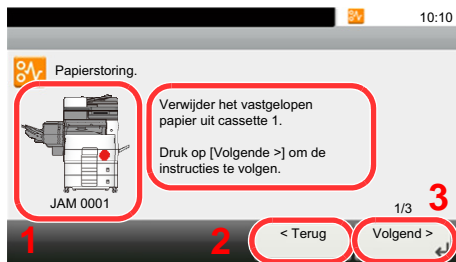 10:10
Papierstoring.
Verwijder het vastgelopen
papier uit cassette 1.
Druk op [Volgende >] om de
instructies te volgen.
JAM 0001
1/3
3
1
2
< Terug
Volgend >